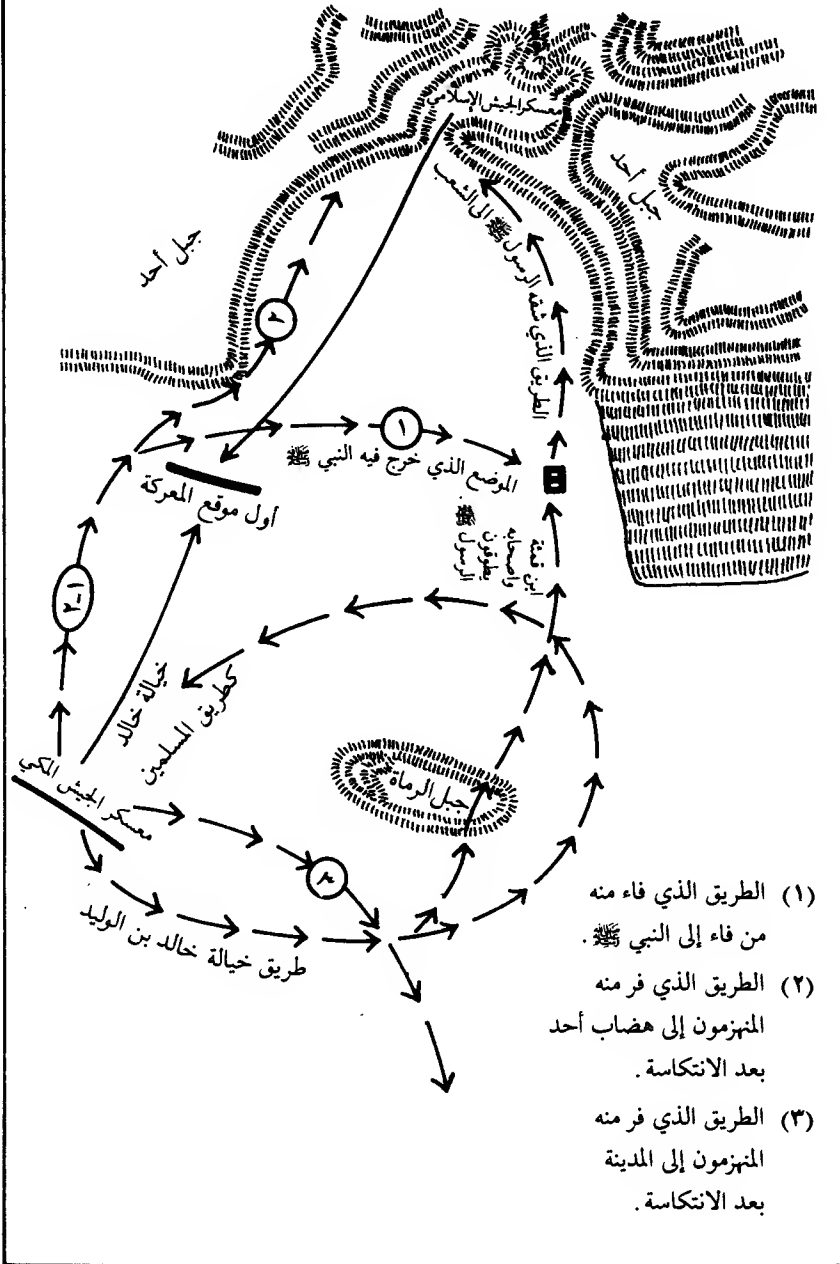 معسكر الجيش الإسلامي
جبل أحد
جبل أحد
الطريق الذي شقه الرسول ﷺ إلى الشعب
٢
١
الموضع الذي خرج فيه النبي ﷺ
أول موقع المعركة
ابن قمئة
واصحابه
يطوقون
الرسول ﷺ.
١-٢
خيالة خالد
كطريق المسلمين
معسكر الجيش المكي
جبل الرماة
٣
طريق خيالة خالد بن الوليد
(١) الطريق الذي فاء منه
من فاء إلى النبي ﷺ.
(٢) الطريق الذي فر منه
المنهزمون إلى هضاب أحد
بعد الانتكاسة.
(٣) الطريق الذي فر منه
المنهزمون إلى المدينة
بعد الانتكاسة.